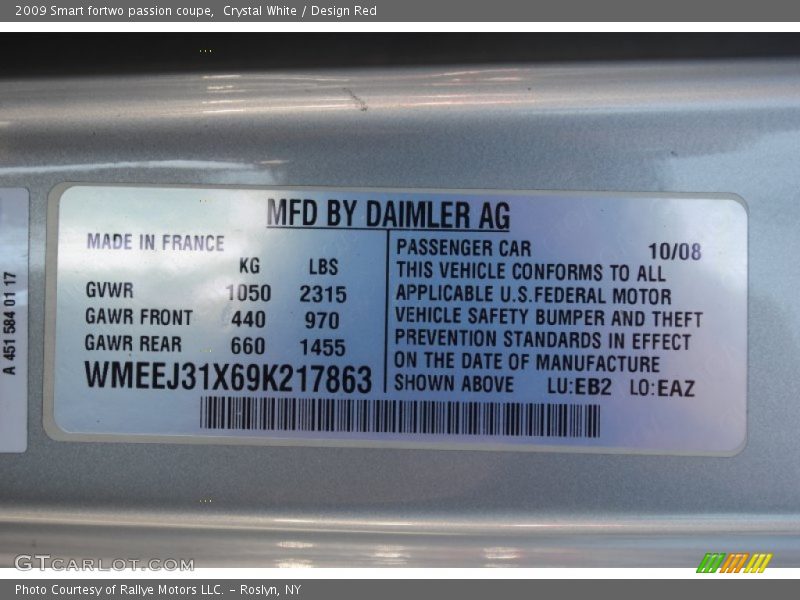 2009 Smart fortwo passion coupe, Crystal White / Design Red
A 451 584 01 17
MFD BY DAIMLER AG
MADE IN FRANCE
KG LBS
GVWR 1050 2315
GAWR FRONT 440 970
GAWR REAR 660 1455
WMEEJ31X69K217863
PASSENGER CAR 10/08
THIS VEHICLE CONFORMS TO ALL
APPLICABLE U.S.FEDERAL MOTOR
VEHICLE SAFETY BUMPER AND THEFT
PREVENTION STANDARDS IN EFFECT
ON THE DATE OF MANUFACTURE
SHOWN ABOVE LU:EB2 LO:EAZ
GTCARLOT.COM
Photo Courtesy of Rallye Motors LLC. - Roslyn, NY